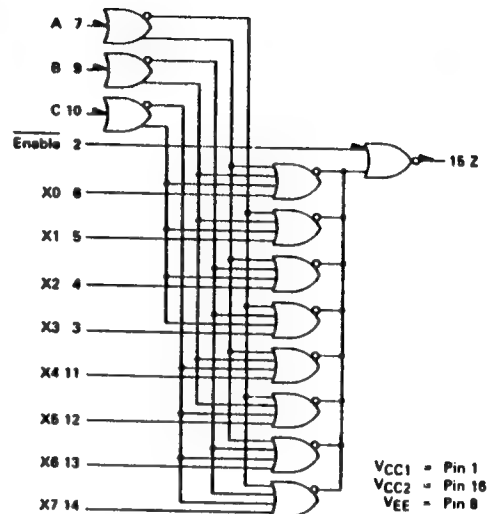 A 7
B 9
C 10
Enable 2
15 Z
X0 6
X1 5
X2 4
X3 3
X4 11
X5 12
X6 13
X7 14
VCC1 = Pin 1
VCC2 = Pin 16
VEE = Pin 8